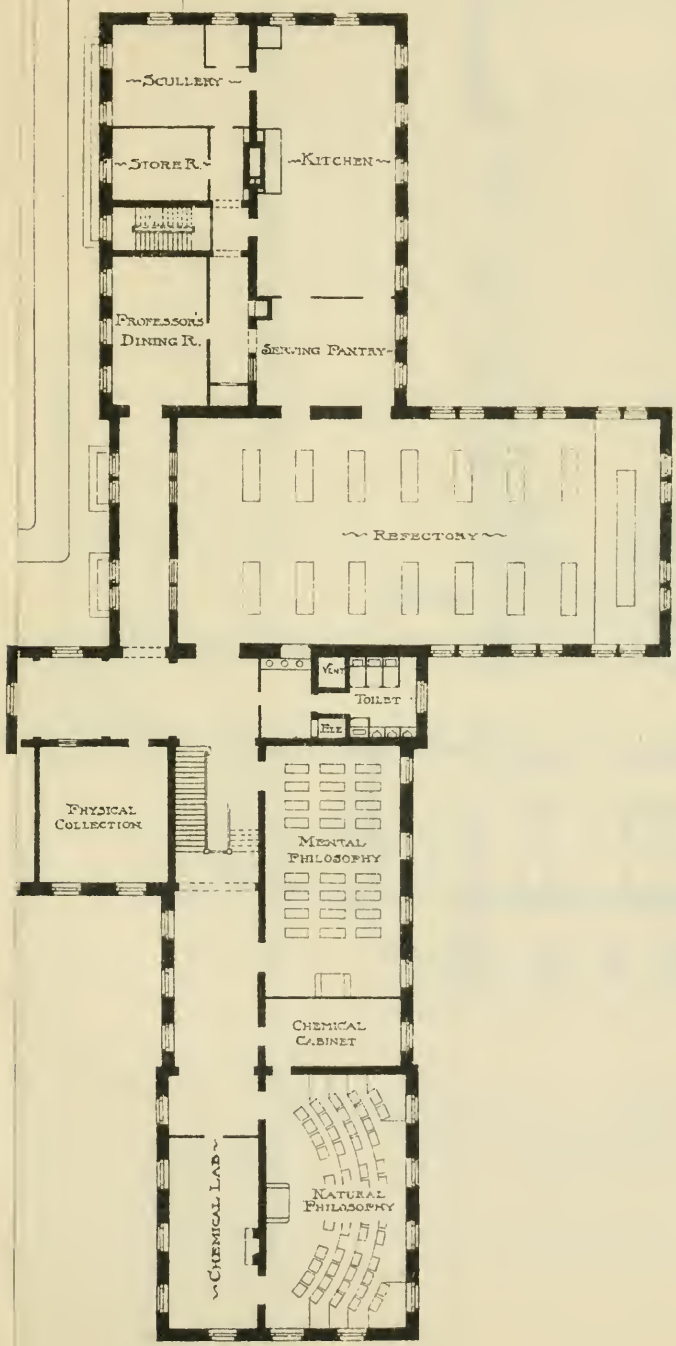 ~ SCULLERY ~
~ STORE R. ~
~ KITCHEN ~
PROFESSOR'S
DINING R.
SERVING PANTRY ~
~ REFECTORY ~
VENT
TOILET
ELE
PHYSICAL
COLLECTION
MENTAL
PHILOSOPHY
CHEMICAL
CABINET
~ CHEMICAL LAB ~
NATURAL
PHILOSOPHY